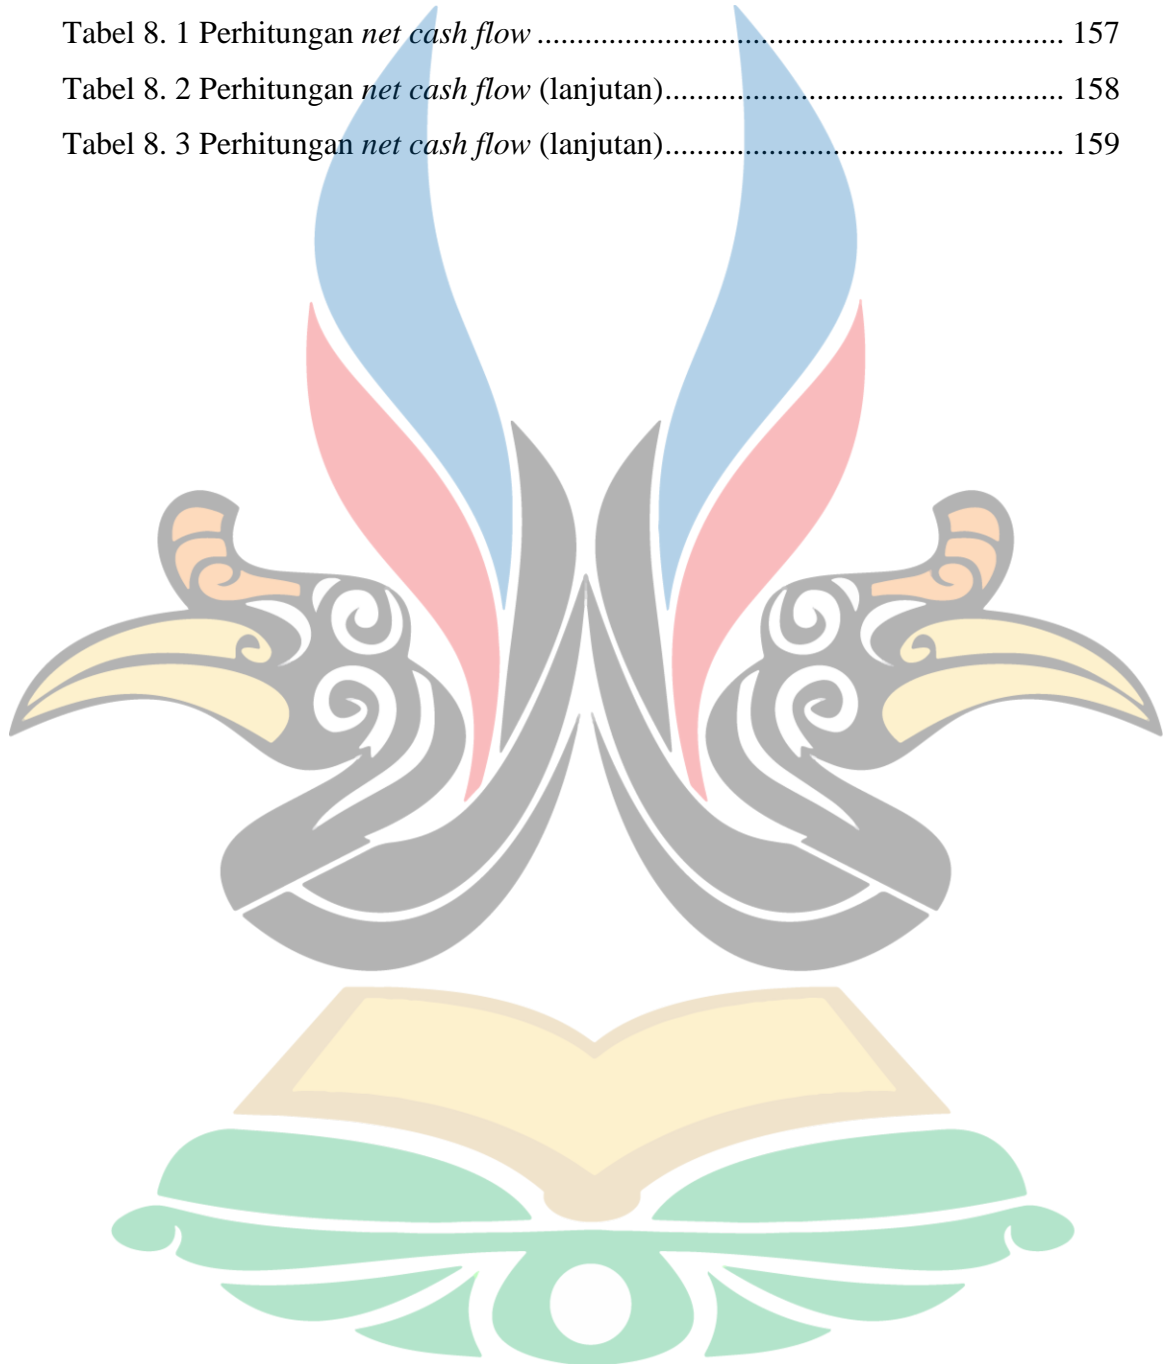 Tabel 8. 1 Perhitungan net cash flow .................................................................. 157
Tabel 8. 2 Perhitungan net cash flow (lanjutan).................................................. 158
Tabel 8. 3 Perhitungan net cash flow (lanjutan).................................................. 159